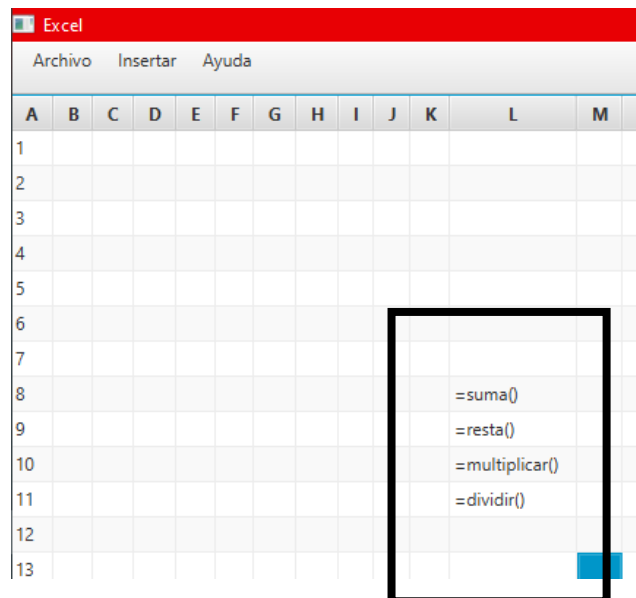 Excel
Archivo Insertar Ayuda
A B C D E F G H I J K L M
1
2
3
4
5
6
7
8 =suma()
9 =resta()
10 =multiplicar()
11 =dividir()
12
13